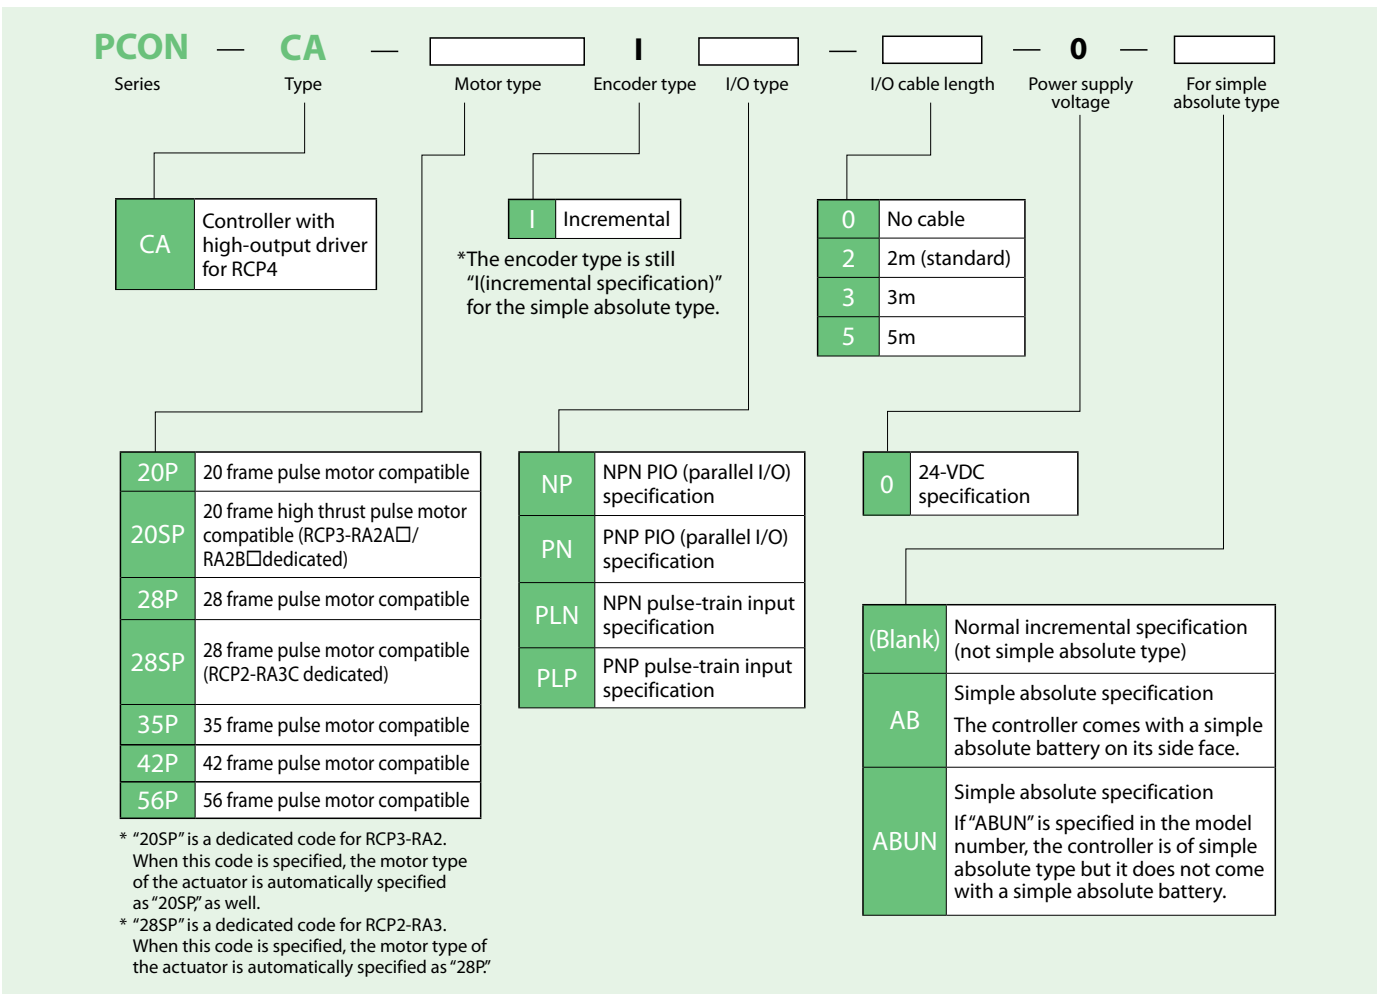 PCON — CA — I — — 0 —
Series
Type
Motor type
Encoder type
I/O type
I/O cable length
Power supply
voltage
For simple
absolute type
CA
Controller with
high-output driver
for RCP4
I
Incremental
*The encoder type is still
“I(incremental specification)”
for the simple absolute type.
0
No cable
2
2m (standard)
3
3m
5
5m
20P
20 frame pulse motor compatible
20SP
20 frame high thrust pulse motor
compatible (RCP3-RA2A□/
RA2B□dedicated)
28P
28 frame pulse motor compatible
28SP
28 frame pulse motor compatible
(RCP2-RA3C dedicated)
35P
35 frame pulse motor compatible
42P
42 frame pulse motor compatible
56P
56 frame pulse motor compatible
* “20SP” is a dedicated code for RCP3-RA2.
When this code is specified, the motor type
of the actuator is automatically specified
as “20SP,” as well.
* “28SP” is a dedicated code for RCP2-RA3.
When this code is specified, the motor type of
the actuator is automatically specified as “28P.”
NP
NPN PIO (parallel I/O)
specification
PN
PNP PIO (parallel I/O)
specification
PLN
NPN pulse-train input
specification
PLP
PNP pulse-train input
specification
0
24-VDC
specification
(Blank)
Normal incremental specification
(not simple absolute type)
AB
Simple absolute specification
The controller comes with a simple
absolute battery on its side face.
ABUN
Simple absolute specification
If “ABUN” is specified in the model
number, the controller is of simple
absolute type but it does not come
with a simple absolute battery.